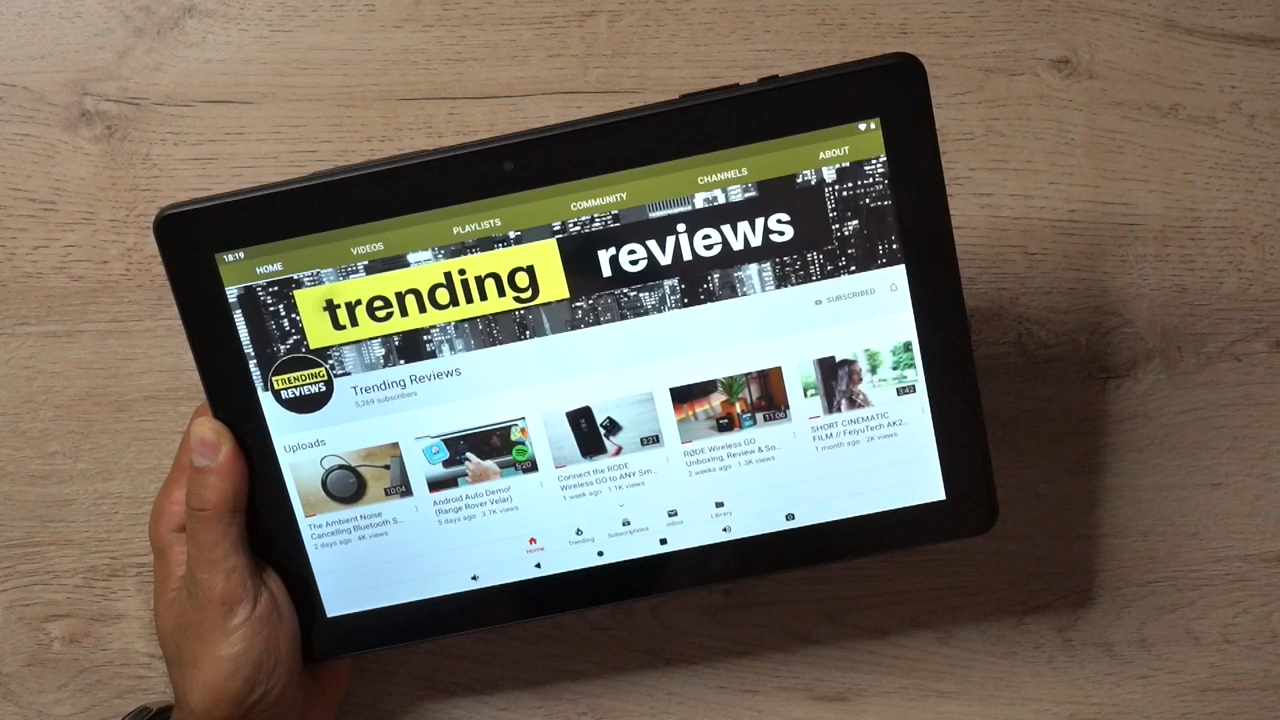 18:19
HOME
VIDEOS
PLAYLISTS
COMMUNITY
CHANNELS
ABOUT
trending
reviews
SUBSCRIBED
TRENDING
REVIEWS
Trending Reviews
5,269 subscribers
Uploads
10:04
The Ambient Noise
Cancelling Bluetooth S...
2 days ago · 4K views
5:20
Android Auto Demo!
(Range Rover Velar)
5 days ago · 3.7K views
3:21
Connect the RODE
Wireless GO to ANY Sm...
1 week ago · 1.1K views
11:06
RØDE Wireless GO
Unboxing, Review & So...
2 weeks ago · 1.3K views
3:42
SHORT CINEMATIC
FILM // FeiyuTech AK2...
1 month ago · 2K views
Home
Trending
Subscriptions
Inbox
Library